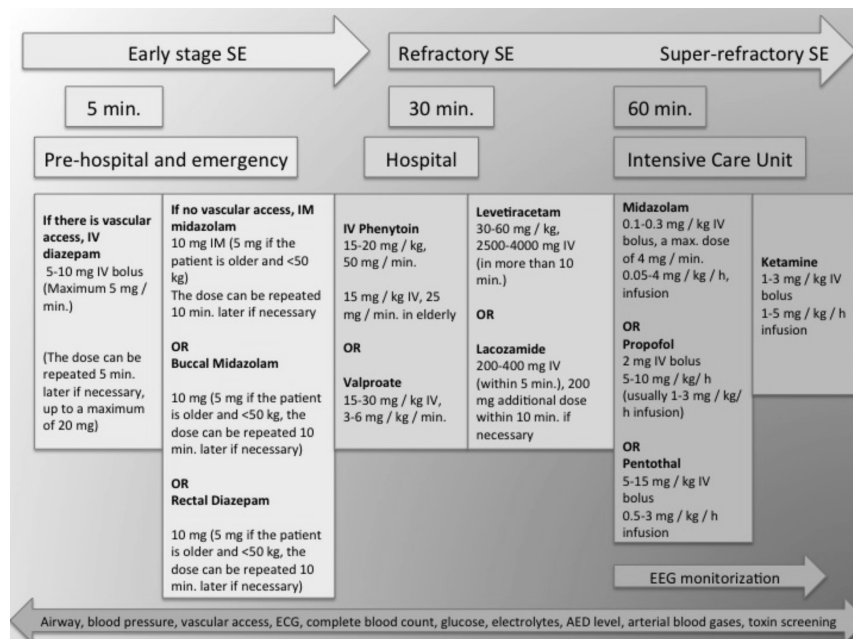 Early stage SE
Refractory SE
Super-refractory SE
5 min.
30 min.
60 min.
Pre-hospital and emergency
Hospital
Intensive Care Unit
If there is vascular
access, IV
diazepam
5-10 mg IV bolus
(Maximum 5 mg /
min.)
(The dose can be
repeated 5 min.
later if necessary,
up to a maximum
of 20 mg)
If no vascular access, IM
midazolam
10 mg IM (5 mg if the
patient is older and <50
kg)
The dose can be repeated
10 min. later if necessary
OR
Buccal Midazolam
10 mg (5 mg if the patient
is older and <50 kg, the
dose can be repeated 10
min. later if necessary)
OR
Rectal Diazepam
10 mg (5 mg if the patient
is older and <50 kg, the
dose can be repeated 10
min. later if necessary)
IV Phenytoin
15-20 mg / kg,
50 mg / min.
15 mg / kg IV, 25
mg / min. in elderly
OR
Valproate
15-30 mg / kg IV,
3-6 mg / kg / min.
Levetiracetam
30-60 mg / kg,
2500-4000 mg IV
(in more than 10
min.)
OR
Lacozamide
200-400 mg IV
(within 5 min.), 200
mg additional dose
within 10 min. if
necessary
Midazolam
0.1-0.3 mg / kg IV
bolus, a max. dose
of 4 mg / min.
0.05-4 mg / kg / h,
infusion
OR
Propofol
2 mg IV bolus
5-10 mg /kg/ h
(usually 1-3 mg / kg/
h infusion)
OR
Pentothal
5-15 mg / kg IV
bolus
0.5-3 mg / kg / h
infusion
Ketamine
1-3 mg / kg IV
bolus
1-5 mg / kg / h
infusion
EEG monitorization
Airway, blood pressure, vascular access, ECG, complete blood count, glucose, electrolytes, AED level, arterial blood gases, toxin screening